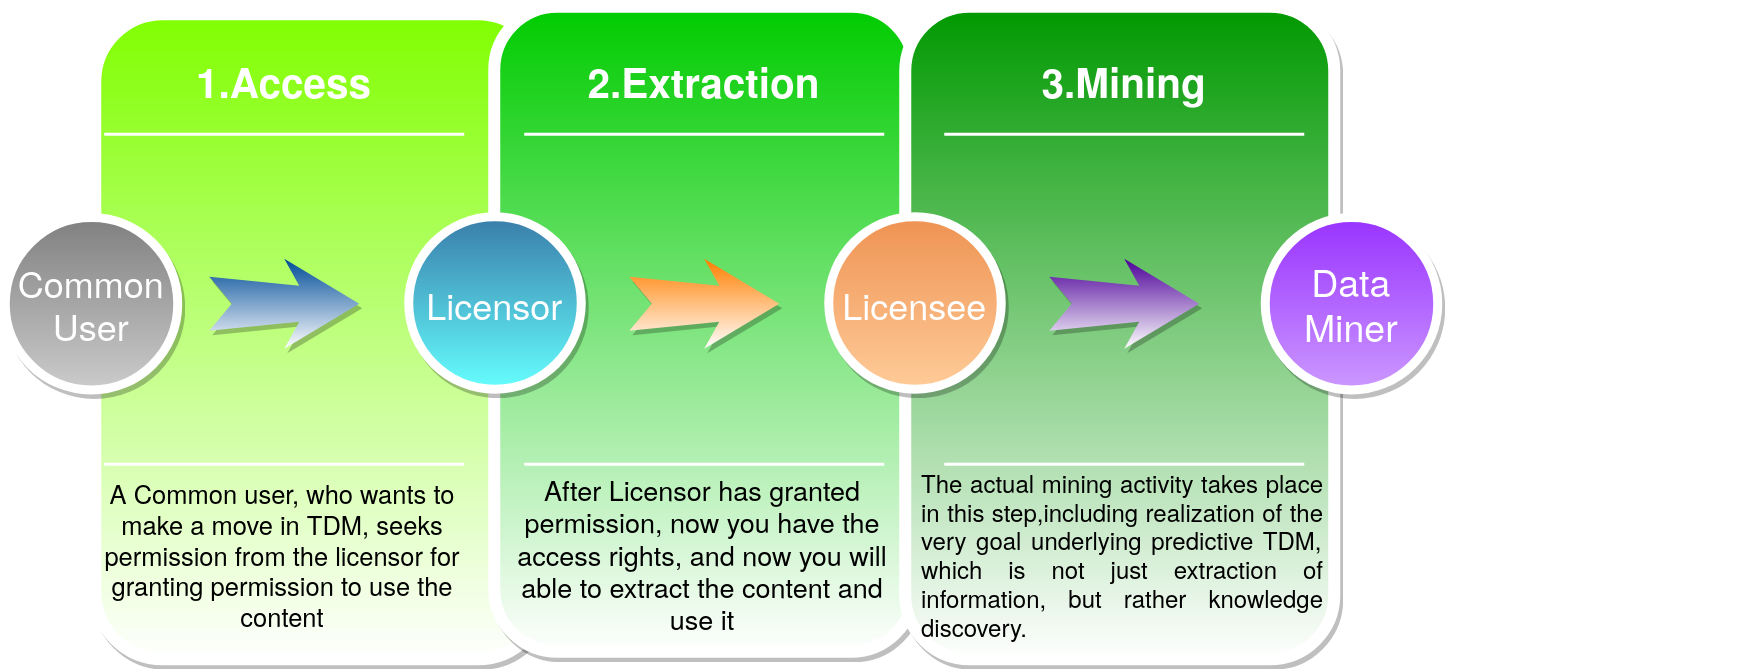 1.Access
2.Extraction
3.Mining
Common
User
Licensor
Licensee
Data
Miner
A Common user, who wants to
make a move in TDM, seeks
permission from the licensor for
granting permission to use the
content
After Licensor has granted
permission, now you have the
access rights, and now you will
able to extract the content and
use it
The actual mining activity takes place
in this step,including realization of the
very goal underlying predictive TDM,
which is not just extraction of
information, but rather knowledge
discovery.